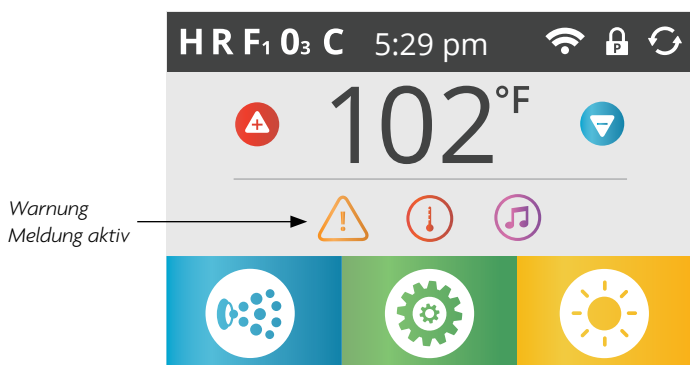 H R F₁ 0₃ C 5:29 pm
P
102°F
Warnung
Meldung aktiv